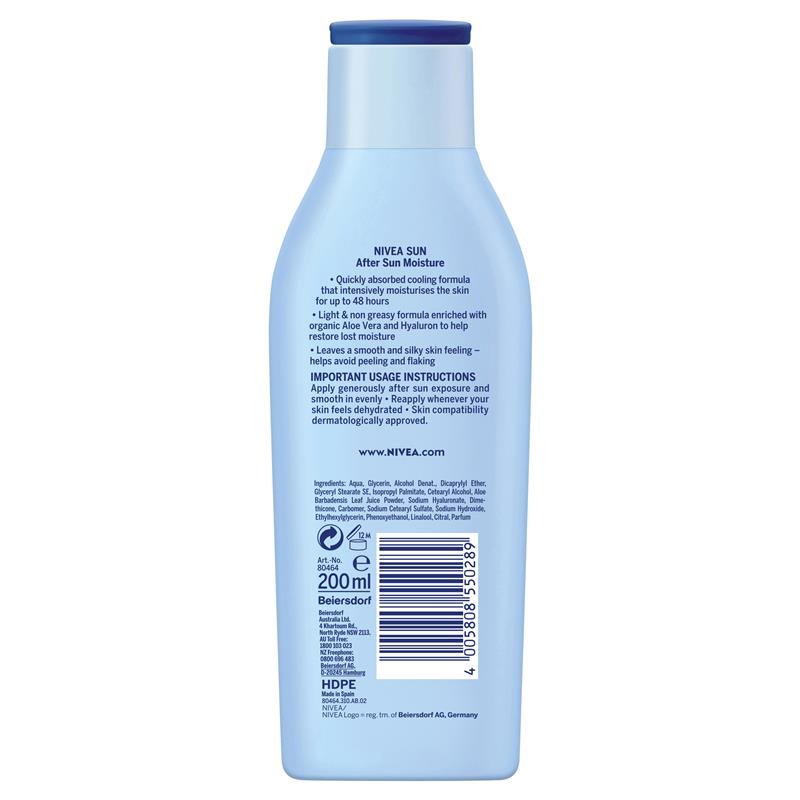 NIVEA SUN
After Sun Moisture
• Quickly absorbed cooling formula
that intensively moisturises the skin
for up to 48 hours
• Light & non greasy formula enriched with
organic Aloe Vera and Hyaluron to help
restore lost moisture
• Leaves a smooth and silky skin feeling –
helps avoid peeling and flaking
IMPORTANT USAGE INSTRUCTIONS
Apply generously after sun exposure and
smooth in evenly • Reapply whenever your
skin feels dehydrated • Skin compatibility
dermatologically approved.
www.NIVEA.com
Ingredients: Aqua, Glycerin, Alcohol Denat., Dicaprylyl Ether,
Glyceryl Stearate SE, Isopropyl Palmitate, Cetearyl Alcohol, Aloe
Barbadensis Leaf Juice Powder, Sodium Hyaluronate, Dime-
thicone, Carbomer, Sodium Cetearyl Sulfate, Sodium Hydroxide,
Ethylhexylglycerin, Phenoxyethanol, Linalool, Citral, Parfum
12 M
Art.-No.
80464
e
200 ml
Beiersdorf
Beiersdorf
Australia Ltd.
4 Khartoum Rd.,
North Ryde NSW 2113.
AU Toll Free:
1800 103 023
NZ Freephone:
0800 696 483
Beiersdorf AG,
D-20245 Hamburg
HDPE
Made in Spain
80464.310.AB.02
NIVEA/
NIVEA Logo = reg. tm. of Beiersdorf AG, Germany
4 005808 550289